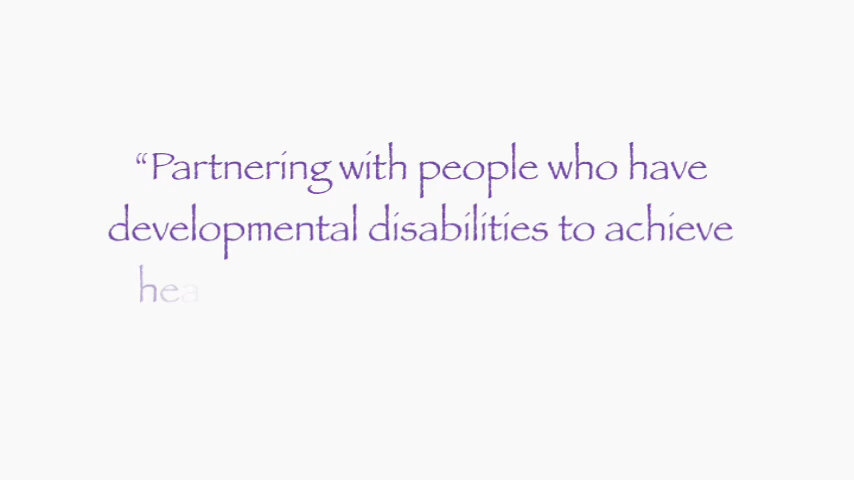 “Partnering with people who have
developmental disabilities to achieve
hea